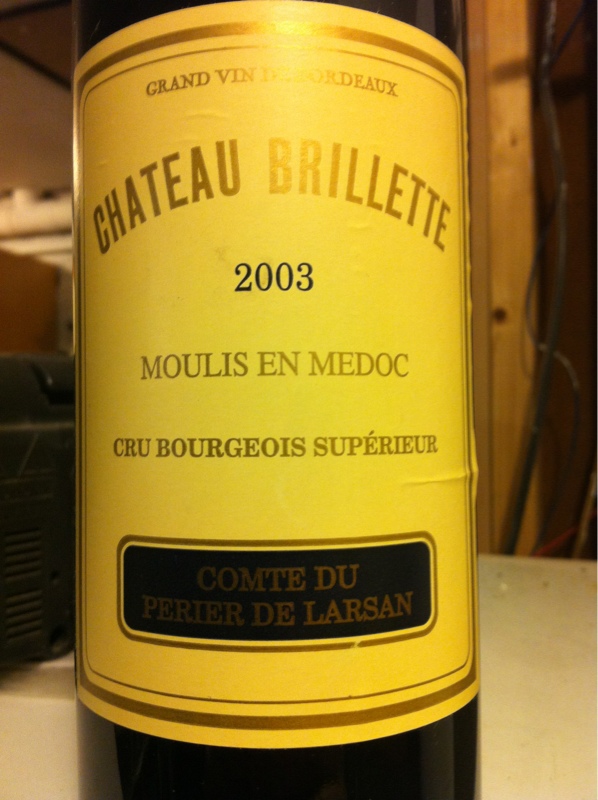 GRAND VIN DE BORDEAUX
CHATEAU BRILLETTE
2003
MOULIS EN MEDOC
CRU BOURGEOIS SUPÉRIEUR
COMTE DU
PERIER DE LARSAN